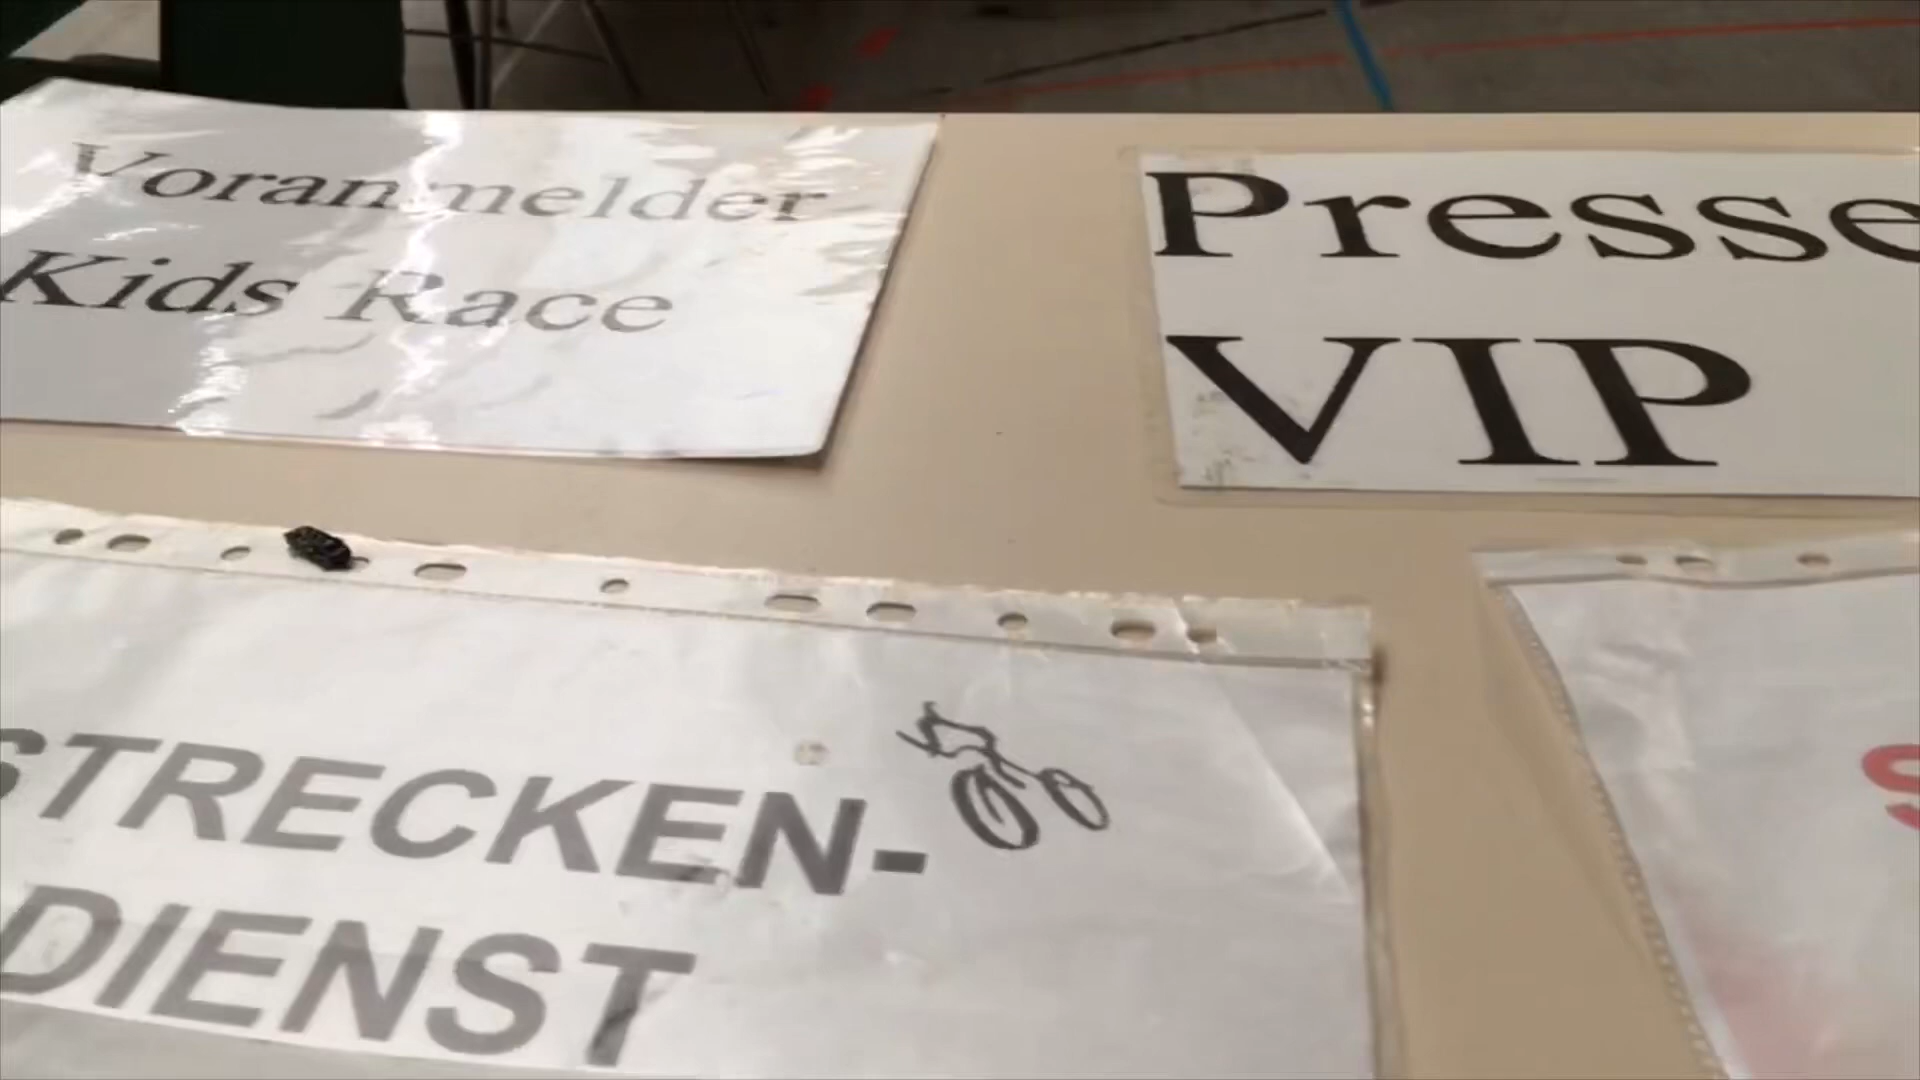 Voranmelder
Kids Race
Presse
VIP
STRECKEN-
DIENST
S